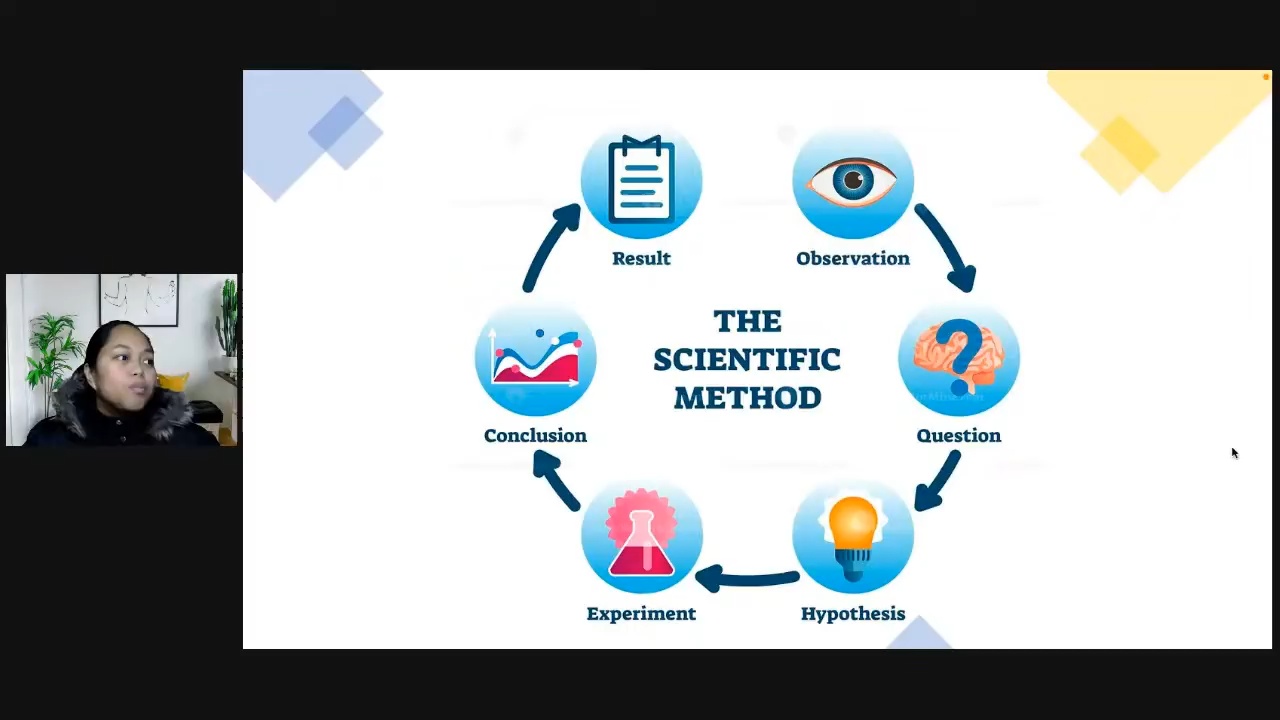 Result
Observation
THE
SCIENTIFIC
METHOD
Conclusion
Question
Experiment
Hypothesis